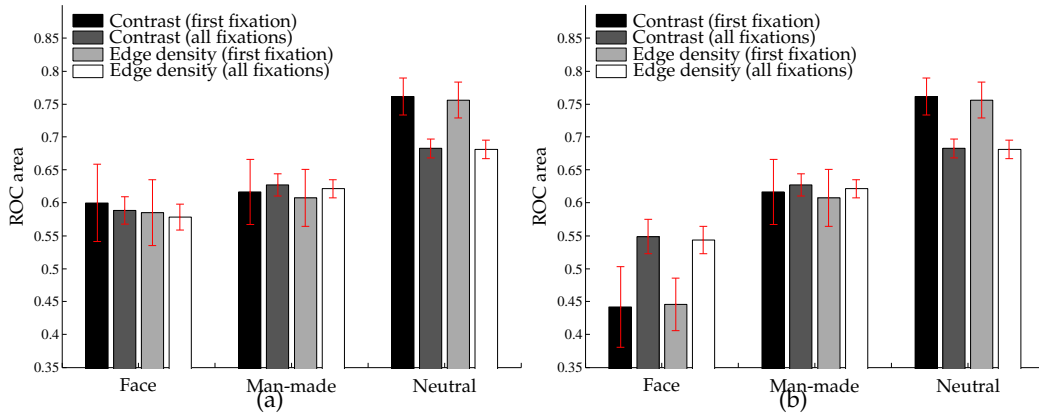 Contrast (first fixation)
Contrast (all fixations)
Edge density (first fixation)
Edge density (all fixations)
0.85
0.8
0.75
0.7
0.65
0.6
0.55
0.5
0.45
0.4
0.35
ROC area
Face
Man-made
Neutral
(a)
Contrast (first fixation)
Contrast (all fixations)
Edge density (first fixation)
Edge density (all fixations)
0.85
0.8
0.75
0.7
0.65
0.6
0.55
0.5
0.45
0.4
0.35
ROC area
Face
Man-made
Neutral
(b)